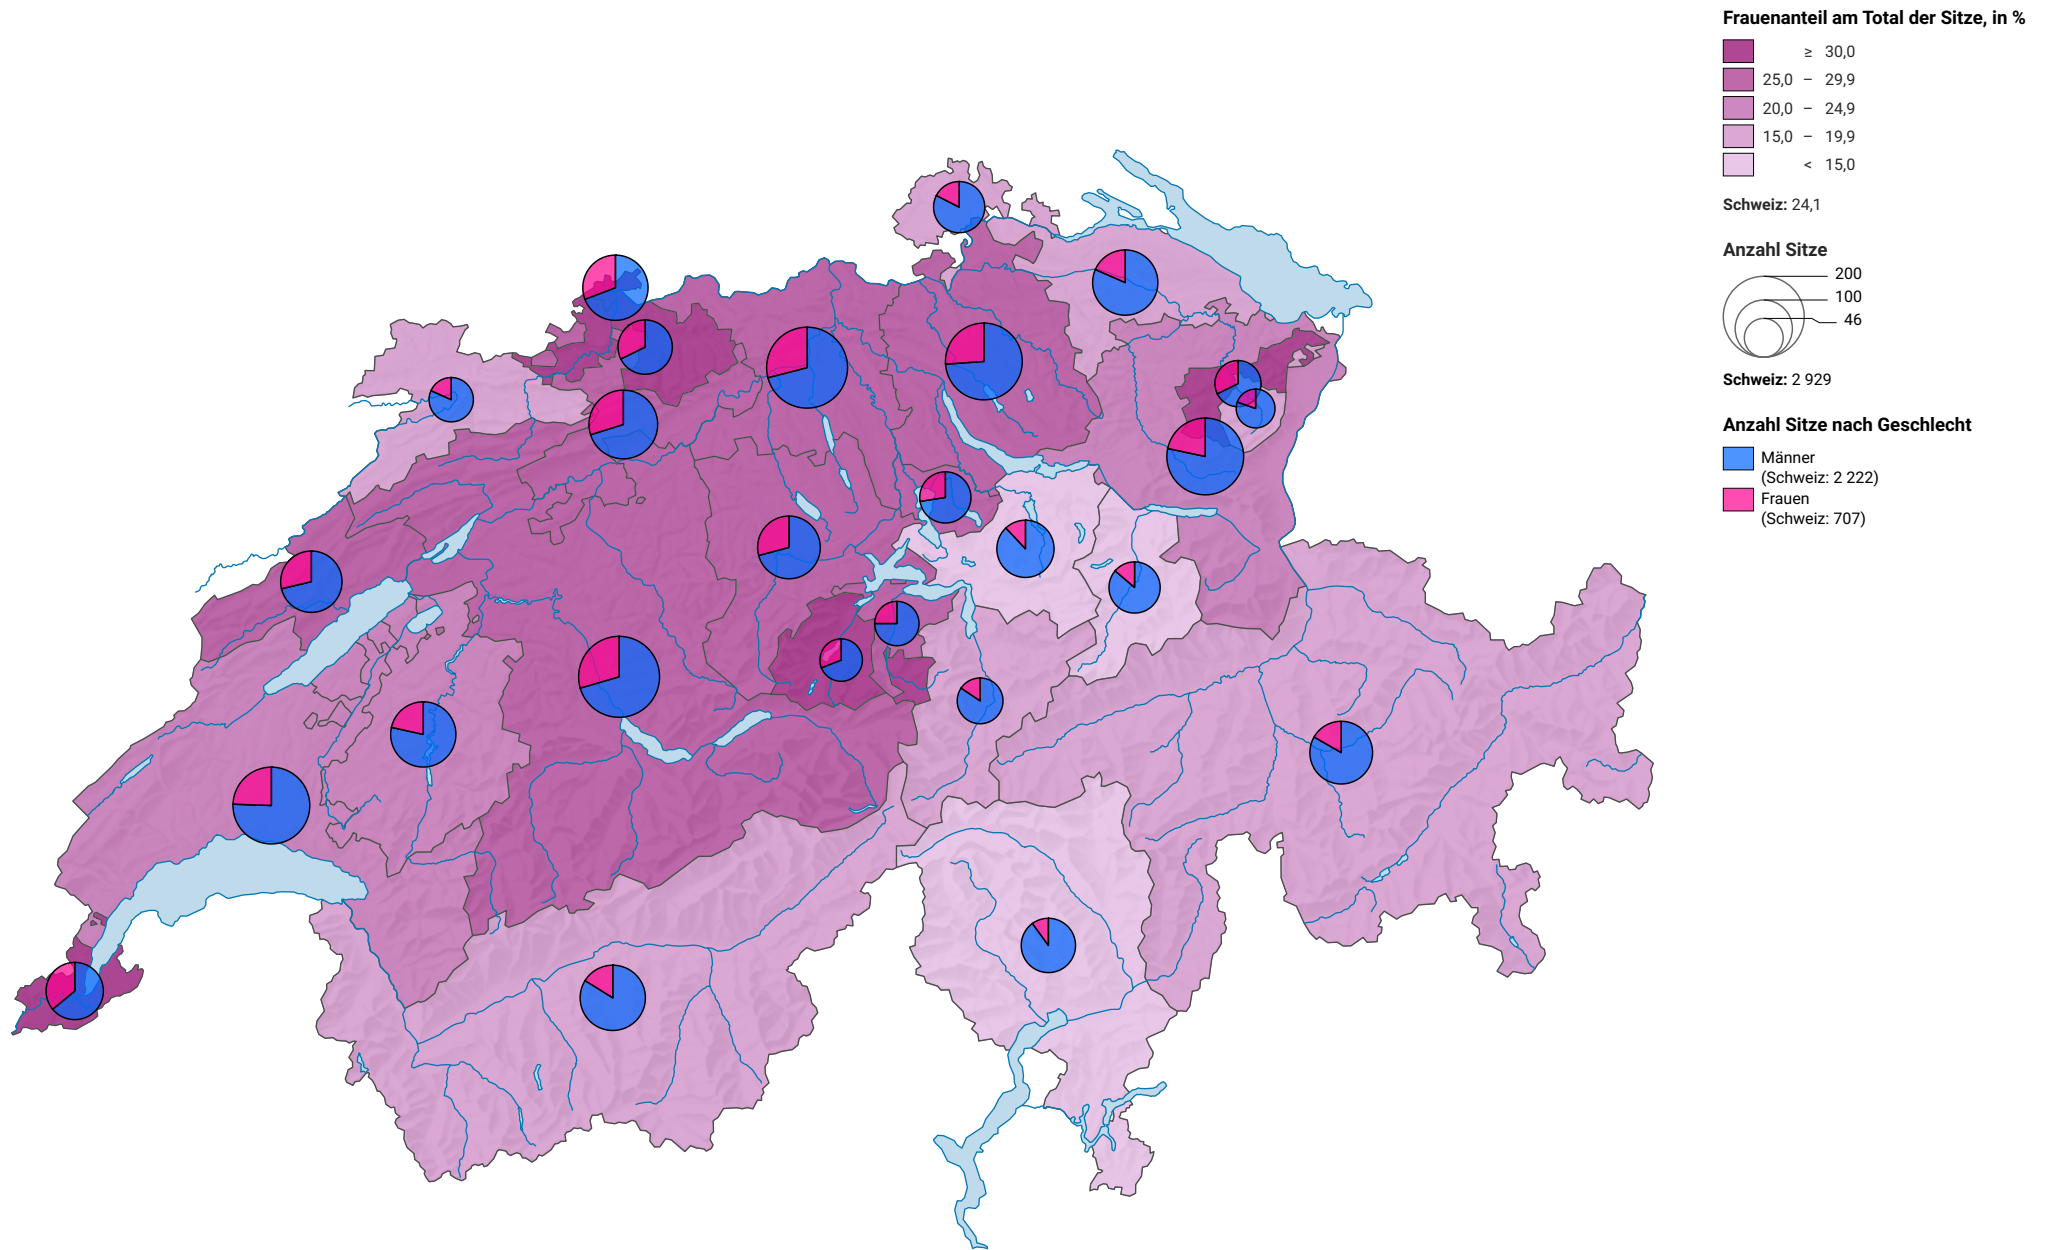 Frauenanteil am Total der Sitze, in %
≥ 30,0
25,0 – 29,9
20,0 – 24,9
15,0 – 19,9
< 15,0
Schweiz: 24,1
Anzahl Sitze
200
100
46
Schweiz: 2 929
Anzahl Sitze nach Geschlecht
Männer
(Schweiz: 2 222)
Frauen
(Schweiz: 707)